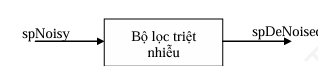 spNoisy
Bộ lọc triệt
nhiễu
spDeNoised